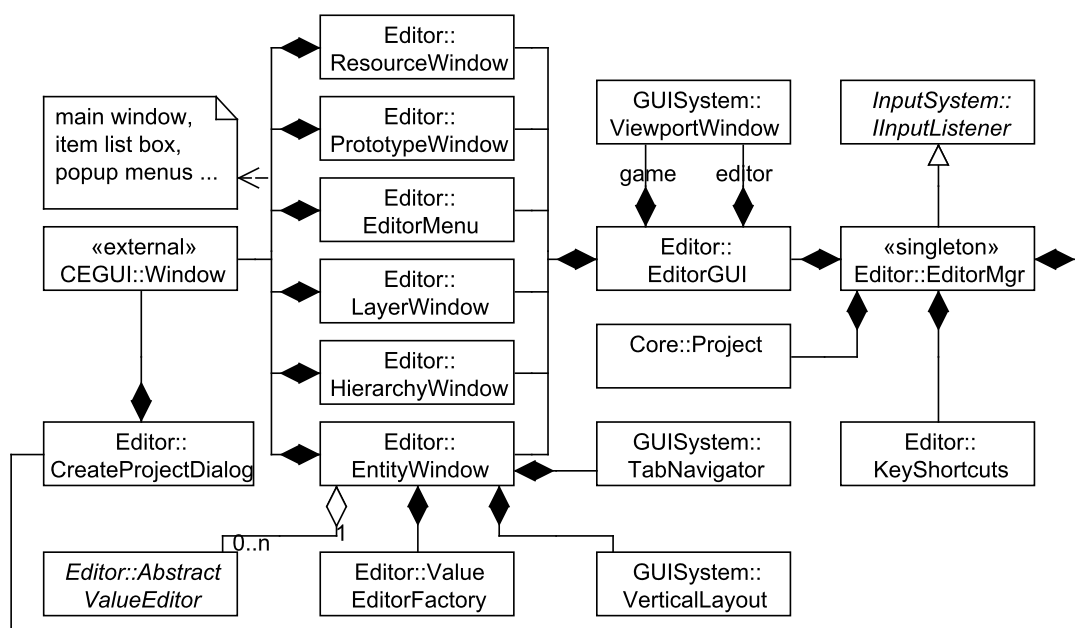 Editor::
ResourceWindow
main window,
item list box,
popup menus ...
Editor::
PrototypeWindow
GUISystem::
ViewportWindow
InputSystem::
IInputListener
game
editor
Editor::
EditorMenu
«external»
CEGUI::Window
Editor::
EditorGUI
«singleton»
Editor::EditorMgr
Editor::
LayerWindow
Core::Project
Editor::
HierarchyWindow
Editor::
CreateProjectDialog
Editor::
EntityWindow
GUISystem::
TabNavigator
Editor::
KeyShortcuts
0..n
1
Editor::Abstract
ValueEditor
Editor::Value
EditorFactory
GUISystem::
VerticalLayout